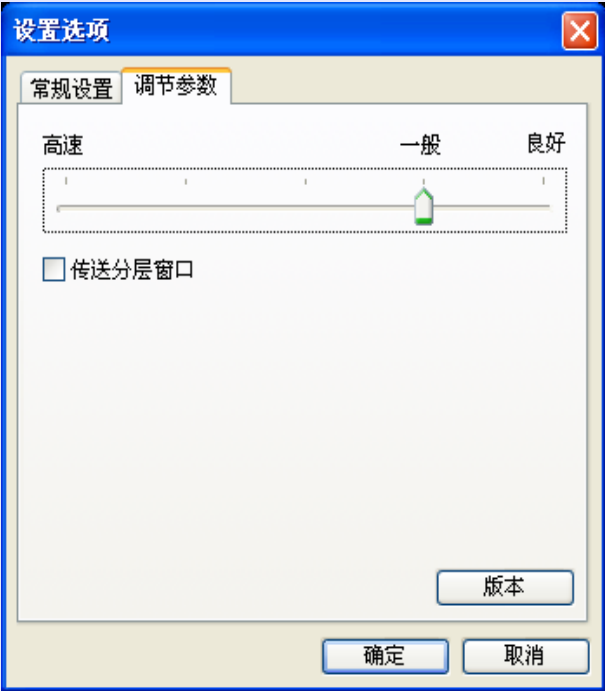 设置选项
常规设置 调节参数
高速 一般 良好
传送分层窗口
版本
确定 取消